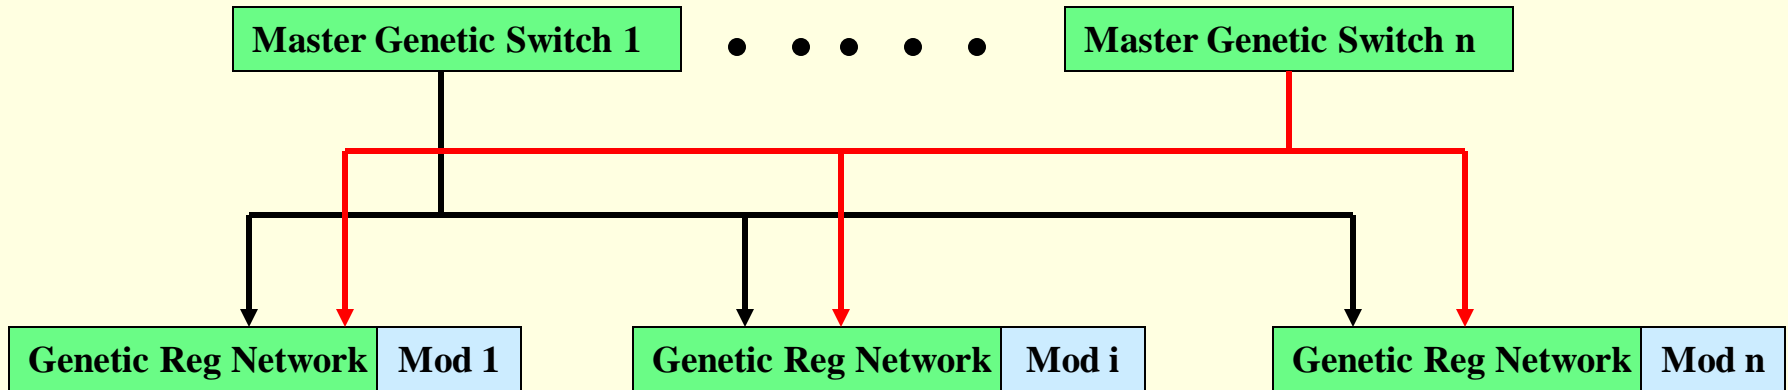 Master Genetic Switch 1
Master Genetic Switch n
Genetic Reg Network Mod 1
Genetic Reg Network Mod i
Genetic Reg Network Mod n